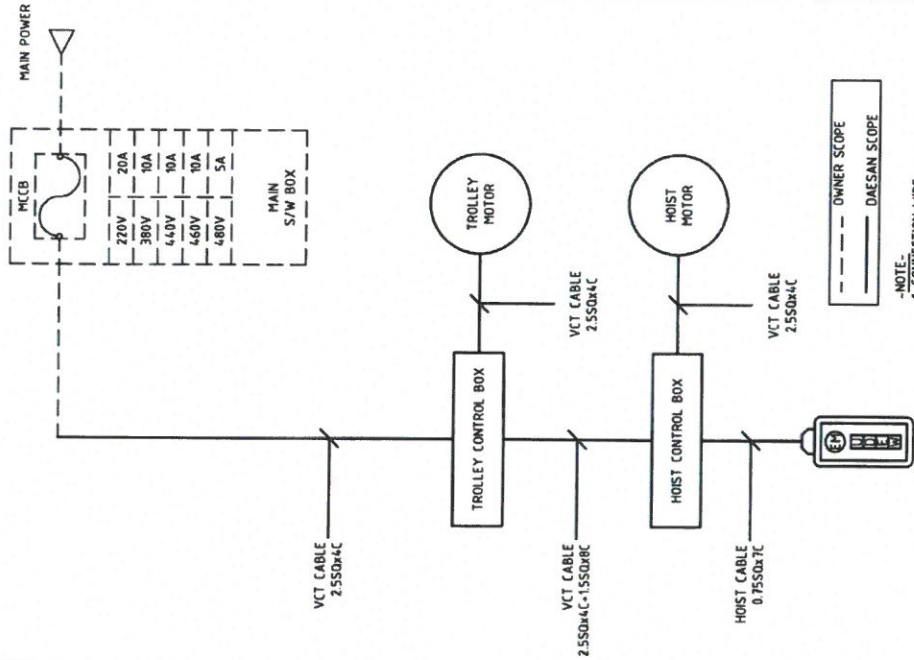 MAIN POWER
MCCB
220V 20A
380V 10A
440V 10A
460V 10A
480V 5A
MAIN
S/W BOX
VCT CABLE
2.5SQx4C
TROLLEY CONTROL BOX
TROLLEY
MOTOR
VCT CABLE
2.5SQx4C
VCT CABLE
2.5SQx4C+1.5SQx8C
HOIST CONTROL BOX
HOIST
MOTOR
VCT CABLE
2.5SQx4C
HOIST CABLE
0.75SQx7C
EM
U
D
E
W
OWNER SCOPE
DAESAN SCOPE
-NOTE-